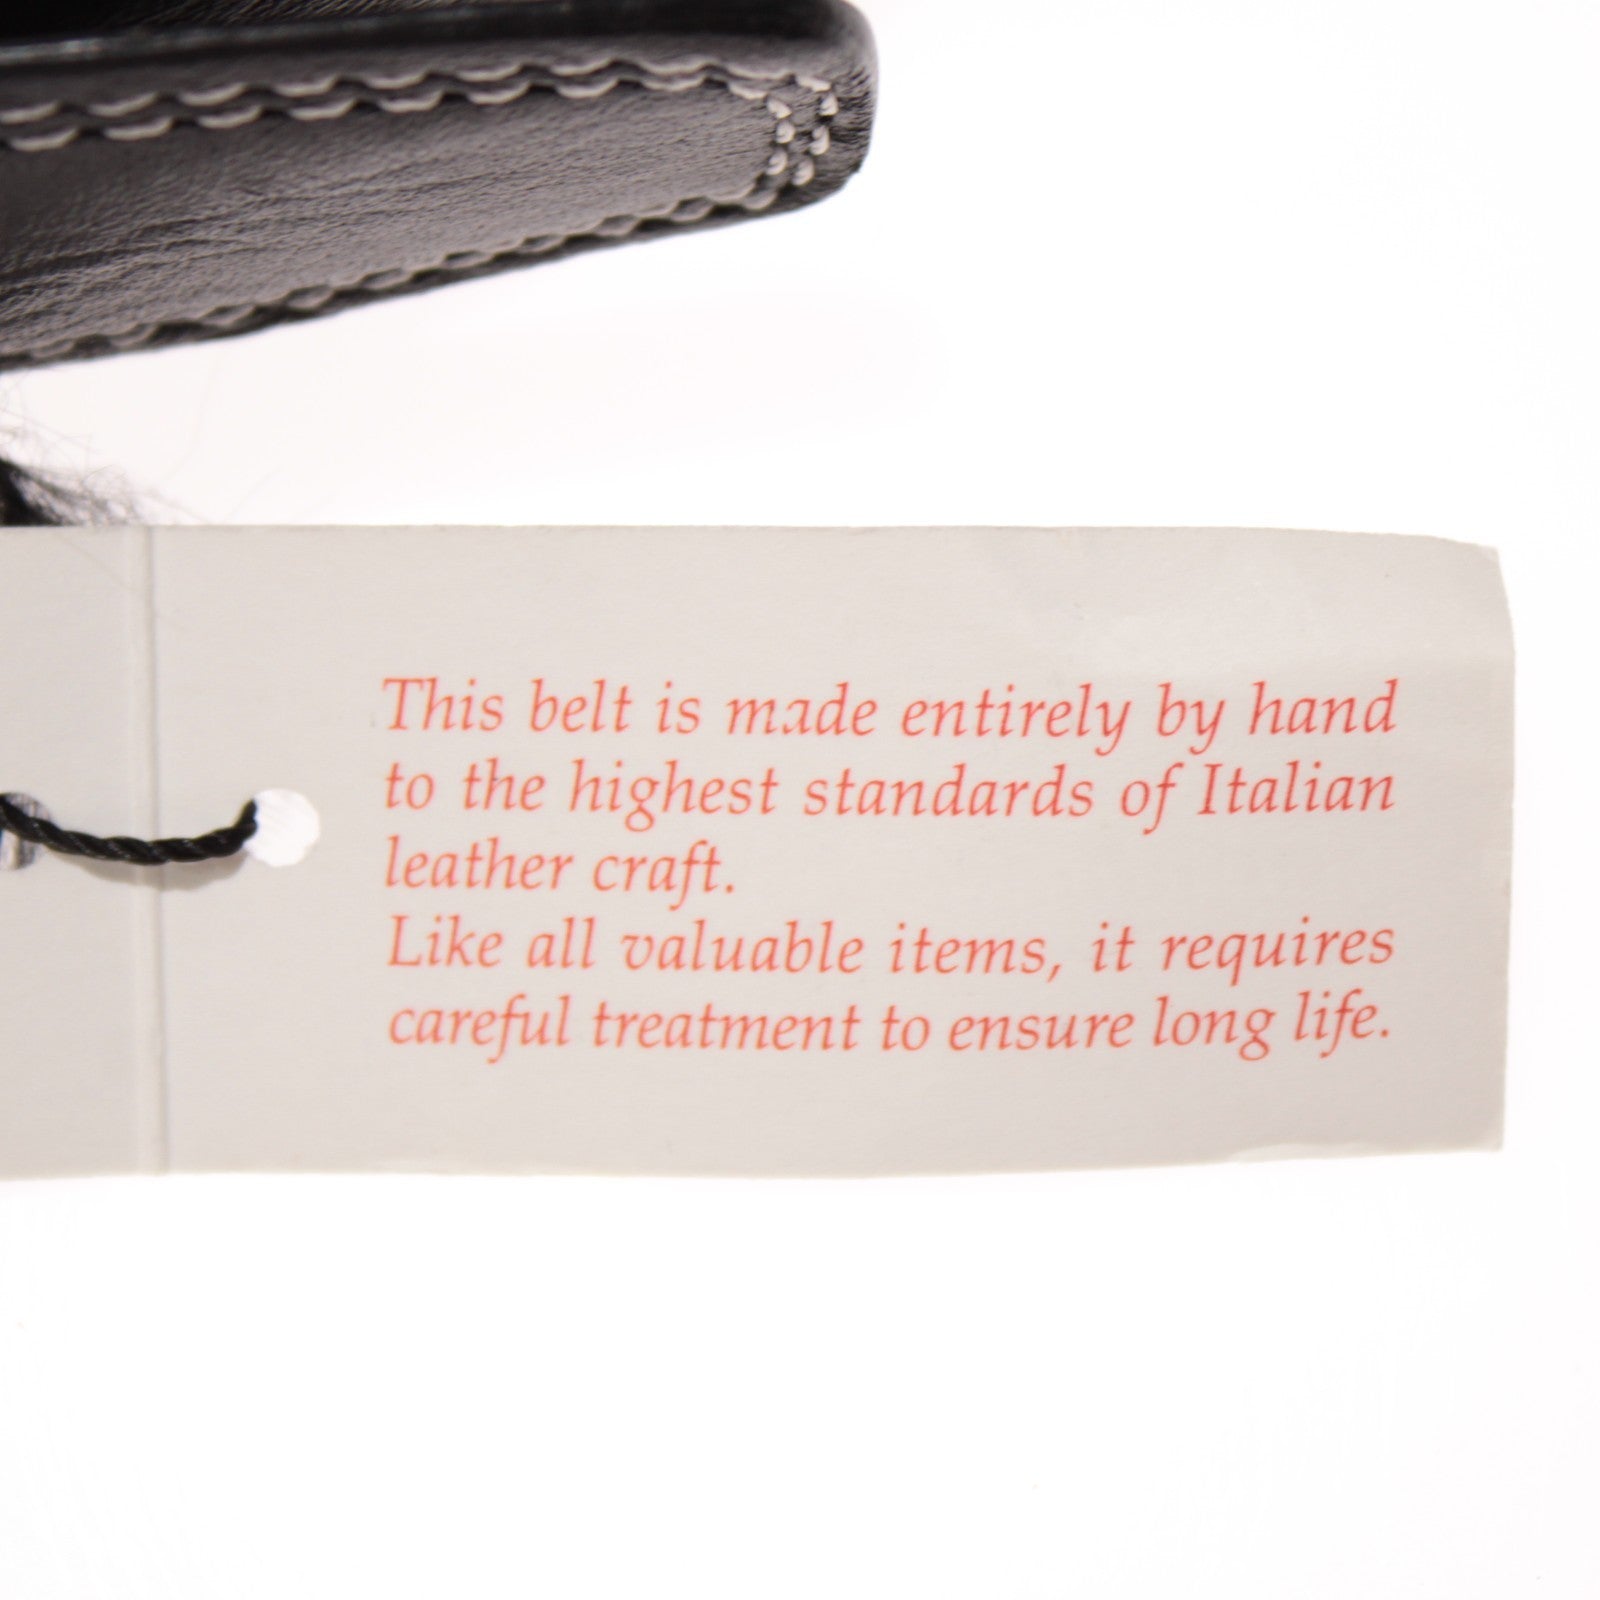 This belt is made entirely by hand
to the highest standards of Italian
leather craft.
Like all valuable items, it requires
careful treatment to ensure long life.